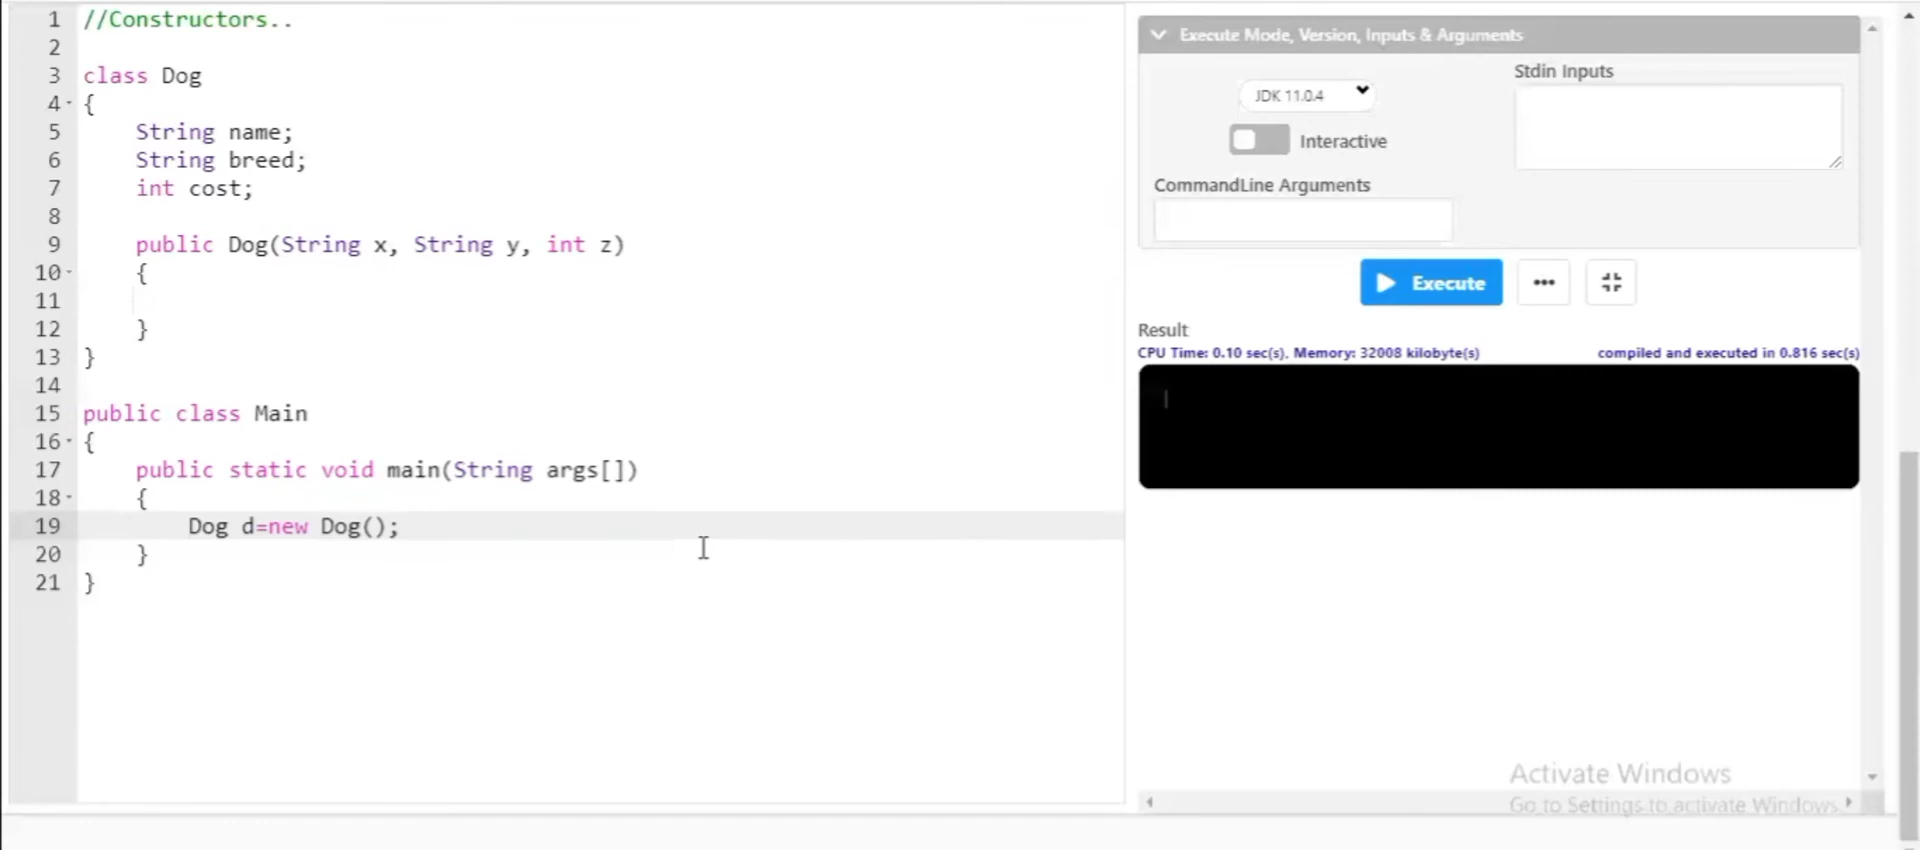 1 //Constructors..
2
3 class Dog
4 {
5 String name;
6 String breed;
7 int cost;
8
9 public Dog(String x, String y, int z)
10 {
11
12 }
13 }
14
15 public class Main
16 {
17 public static void main(String args[])
18 {
19 Dog d=new Dog();
20 }
21 }
Execute Mode, Version, Inputs & Arguments
JDK 11.0.4
Interactive
Stdin Inputs
CommandLine Arguments
Execute
Result
CPU Time: 0.10 sec(s), Memory: 32008 kilobyte(s)
compiled and executed in 0.816 sec(s)
Activate Windows
Go to Settings to activate Windows.